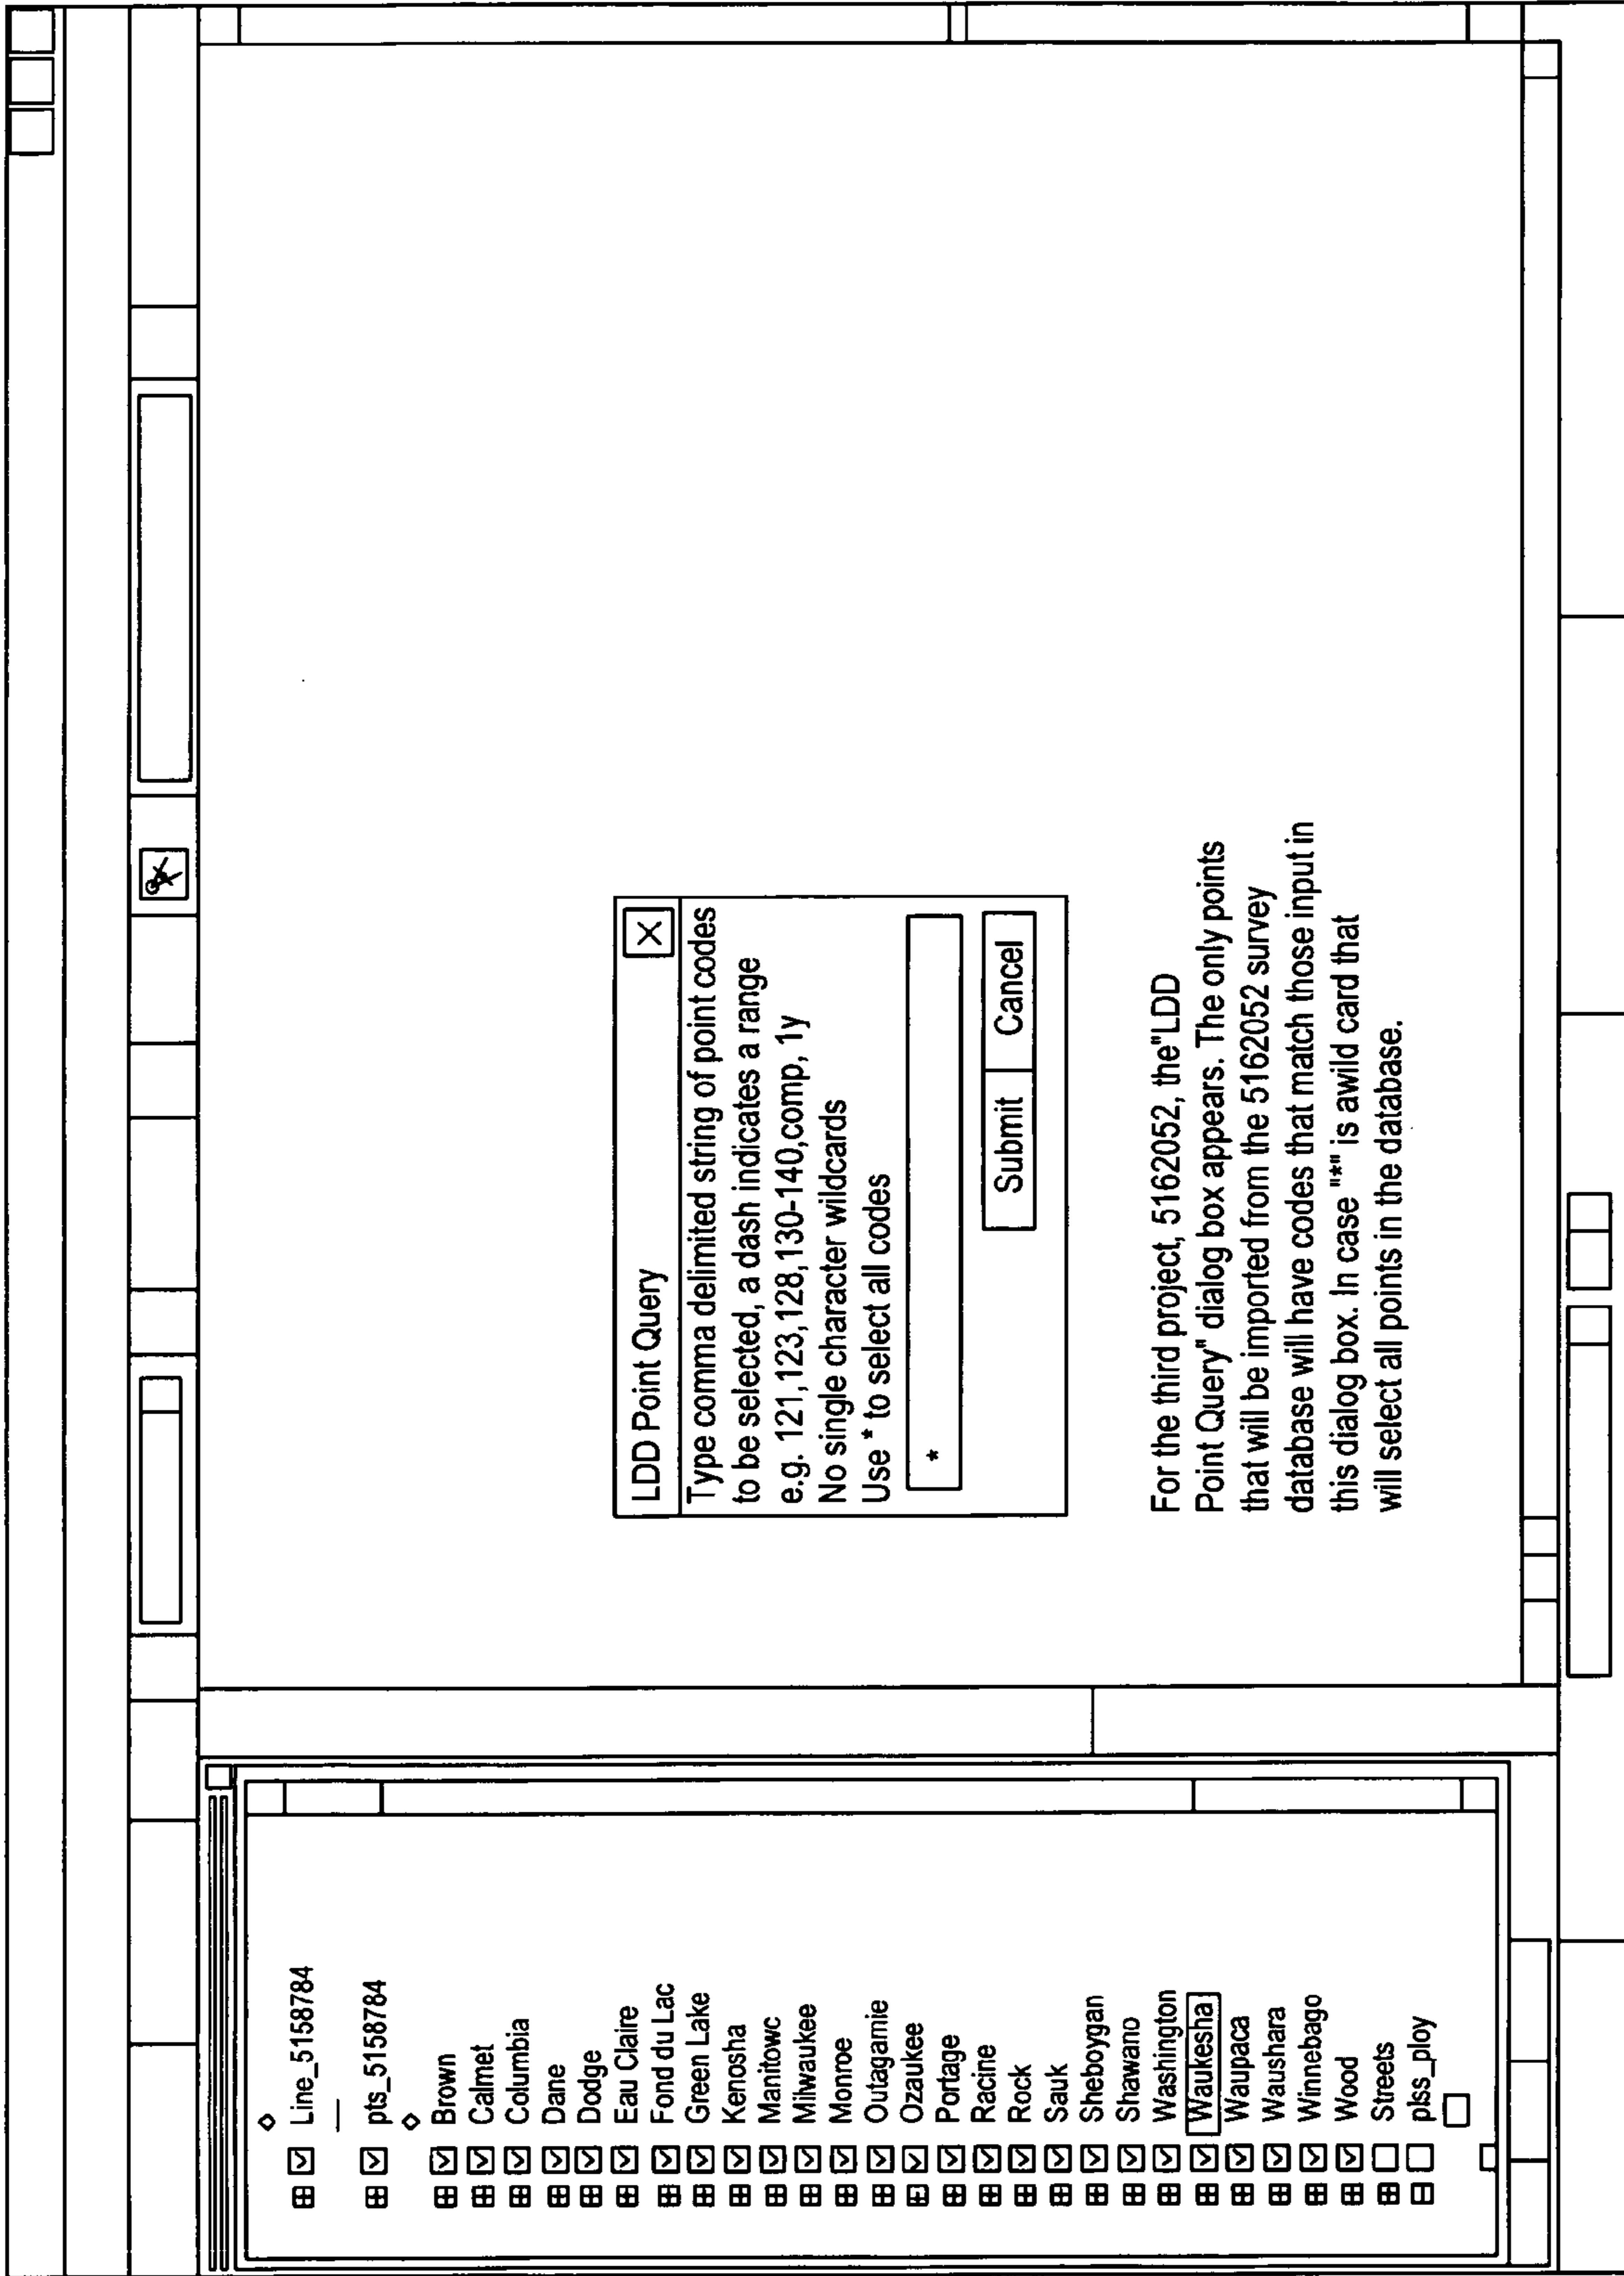 Line_5158784
pts_5158784
Brown
Calmet
Columbia
Dane
Dodge
Eau Claire
Fond du Lac
Green Lake
Kenosha
Manitowc
Milwaukee
Monroe
Outagamie
Ozaukee
Portage
Racine
Rock
Sauk
Sheboygan
Shawano
Washington
Waukesha
Waupaca
Waushara
Winnebago
Wood
Streets
plss_ploy
LDD Point Query
Type comma delimited string of point codes
to be selected, a dash indicates a range
e.g. 121,123,128,130-140,comp, 1y
No single character wildcards
Use * to select all codes
*
Submit Cancel
For the third project, 5162052, the"LDD
Point Query" dialog box appears. The only points
that will be imported from the 5162052 survey
database will have codes that match those input in
this dialog box. In case "*" is awild card that
will select all points in the database.